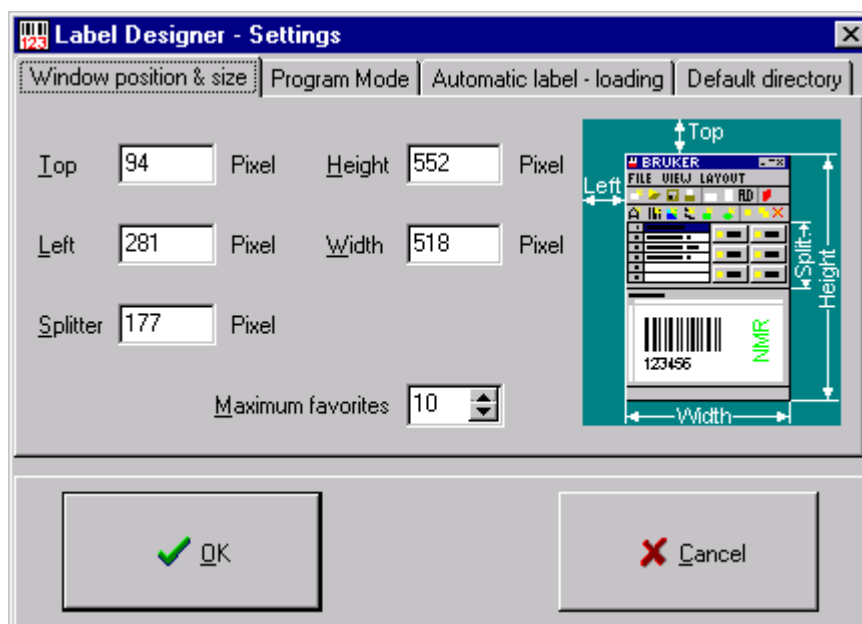 123
Label Designer - Settings
Window position & size
Program Mode
Automatic label - loading
Default directory
Top 94 Pixel Height 552 Pixel
Left 281 Pixel Width 518 Pixel
Splitter 177 Pixel
Maximum favorites 10
Top
Left
BRUKER
FILE VIEW LAYOUT
Split
Height
123456
NMR
Width
OK
Cancel